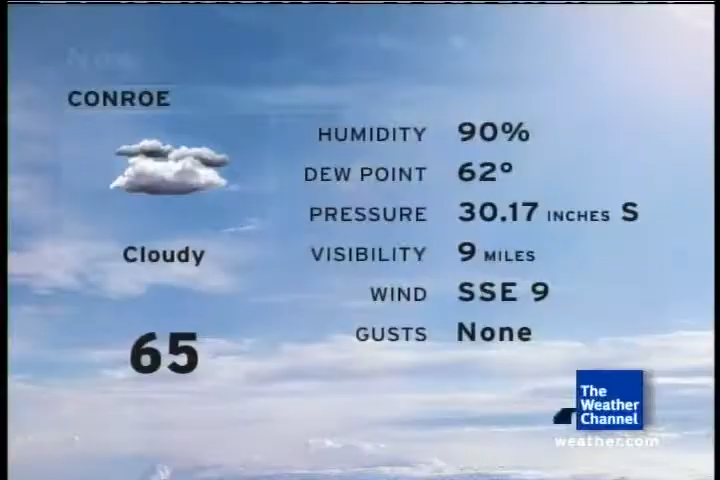 Now
CONROE
Cloudy
65
HUMIDITY 90%
DEW POINT 62°
PRESSURE 30.17 INCHES S
VISIBILITY 9 MILES
WIND SSE 9
GUSTS None
The
Weather
Channel
weather.com